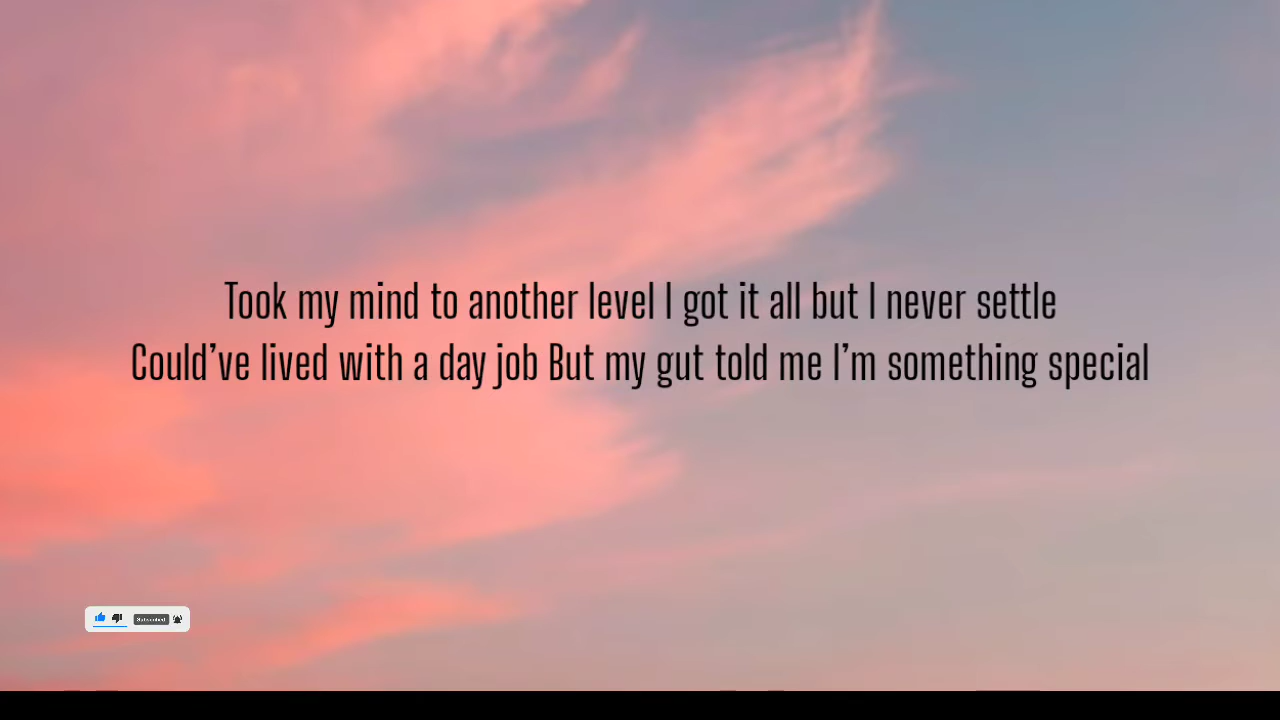 Took my mind to another level I got it all but I never settle
Could’ve lived with a day job But my gut told me I’m something special
Subscribed